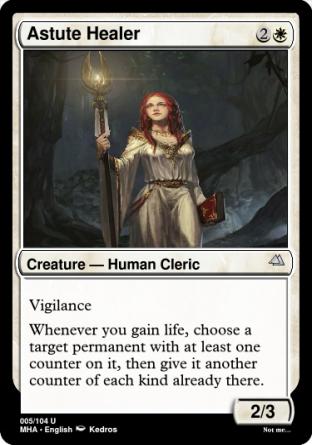 Astute Healer 2
Creature — Human Cleric
Vigilance
Whenever you gain life, choose a
target permanent with at least one
counter on it, then give it another
counter of each kind already there.
2/3
005/104 U
MHA • English Kedros
Not me...